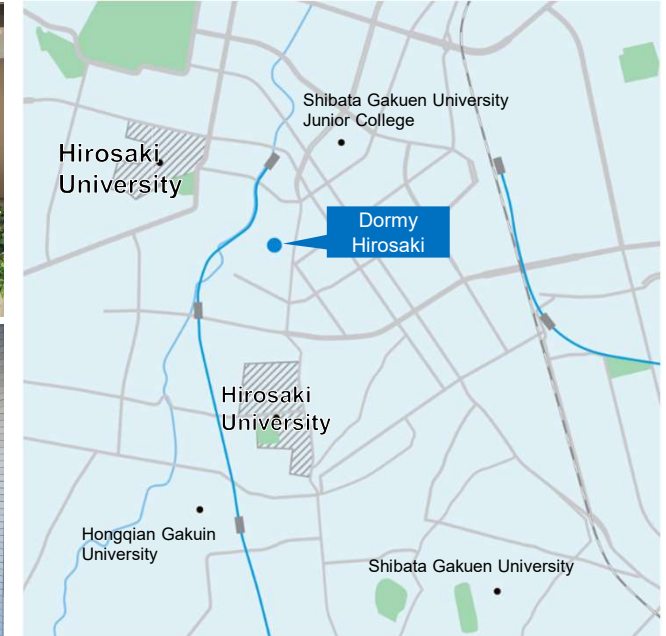 Shibata Gakuen University
Junior College
Hirosaki
University
Dormy
Hirosaki
Hirosaki
University
Hongqian Gakuin
University
Shibata Gakuen University